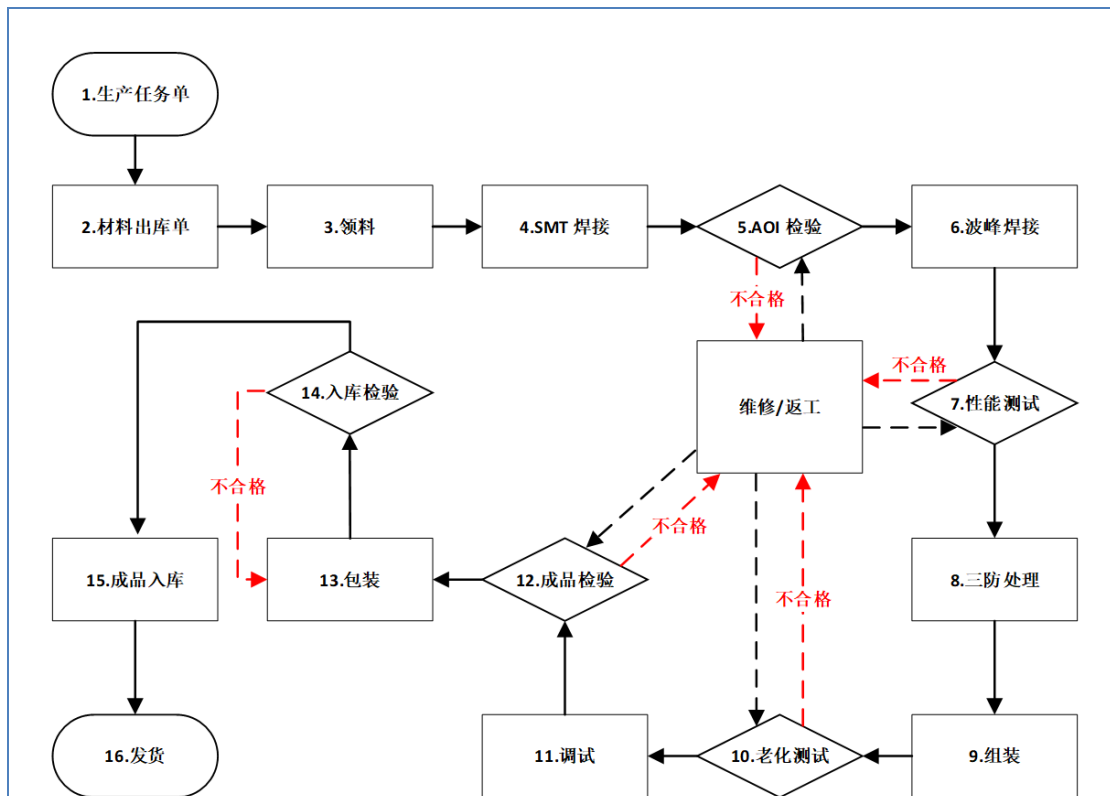 1.生产任务单
2.材料出库单
3.领料
4.SMT 焊接
5.AOI 检验
6.波峰焊接
不合格
14.入库检验
维修/返工
不合格
7.性能测试
不合格
不合格
15.成品入库
13.包装
12.成品检验
不合格
8.三防处理
16.发货
11.调试
10.老化测试
9.组装